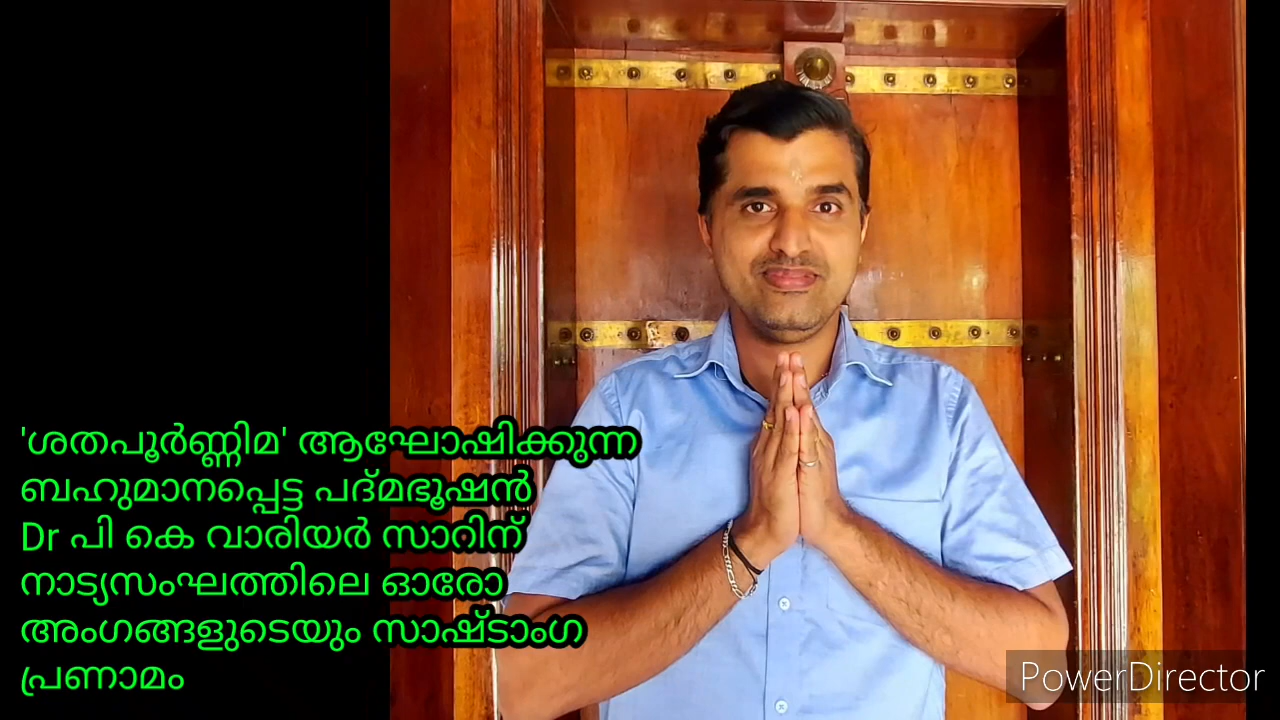 'ശതപൂർണ്ണിമ' ആഘോഷിക്കുന്ന
ബഹുമാനപ്പെട്ട പദ്മഭൂഷൻ
Dr പി കെ വാരിയർ സാറിന്
നാട്യസംഘത്തിലെ ഓരോ
അംഗങ്ങളുടെയും സാഷ്ടാംഗ
പ്രണാമം
PowerDirector